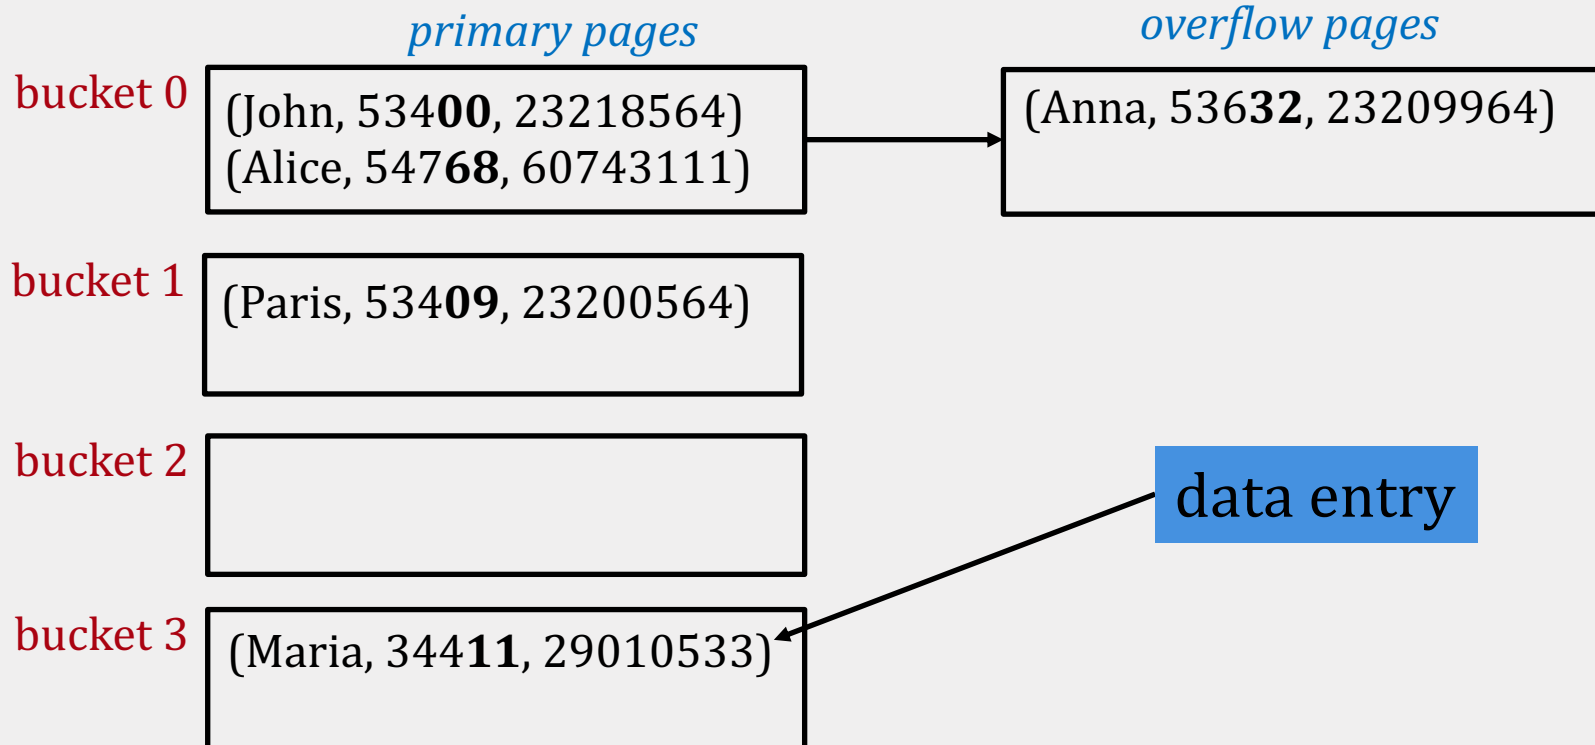 primary pages
overflow pages
bucket 0
(John, 53400, 23218564)
(Alice, 54768, 60743111)
(Anna, 53632, 23209964)
bucket 1
(Paris, 53409, 23200564)
bucket 2
data entry
bucket 3
(Maria, 34411, 29010533)